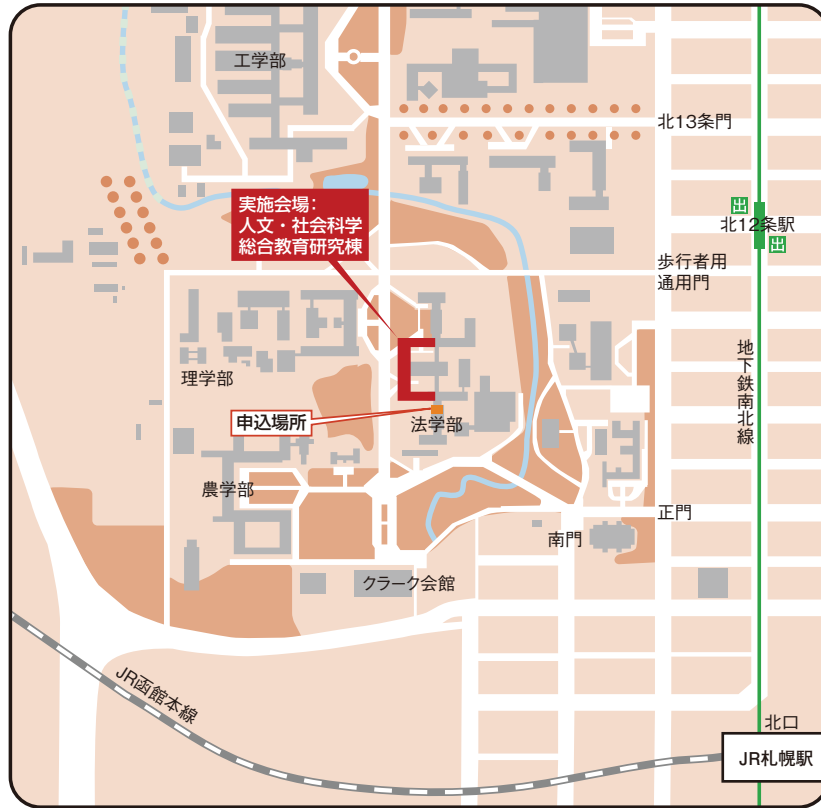 工学部
北13条門
実施会場：
人文・社会科学
総合教育研究棟
出
北12条駅
出
歩行者用
通用門
地下鉄南北線
理学部
申込場所
法学部
農学部
正門
南門
クラーク会館
JR函館本線
北口
JR札幌駅